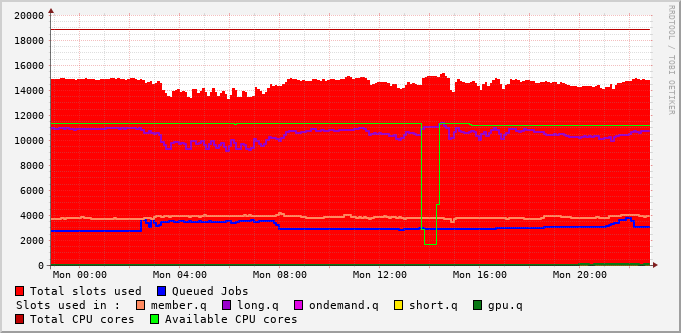 20000
18000
16000
14000
12000
10000
8000
6000
4000
2000
0
Mon 00:00 Mon 04:00 Mon 08:00 Mon 12:00 Mon 16:00 Mon 20:00
Total slots used Queued Jobs
Slots used in : member.q long.q ondemand.q short.q gpu.q
Total CPU cores Available CPU cores
RRDTOOL / TOBI OETIKER